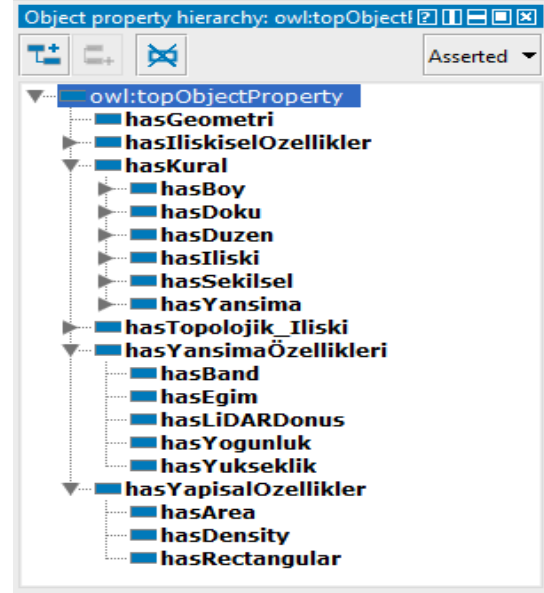 Object property hierarchy: owl:topObjectP
Asserted
owl:topObjectProperty
hasGeometri
hasIliskiselOzellikler
hasKural
hasBoy
hasDoku
hasDuzen
hasIliski
hasSekilsel
hasYansima
hasTopolojik_Iliski
hasYansimaÖzellikleri
hasBand
hasEgim
hasLiDARDonus
hasYogunluk
hasYukseklik
hasYapisalOzellikler
hasArea
hasDensity
hasRectangular